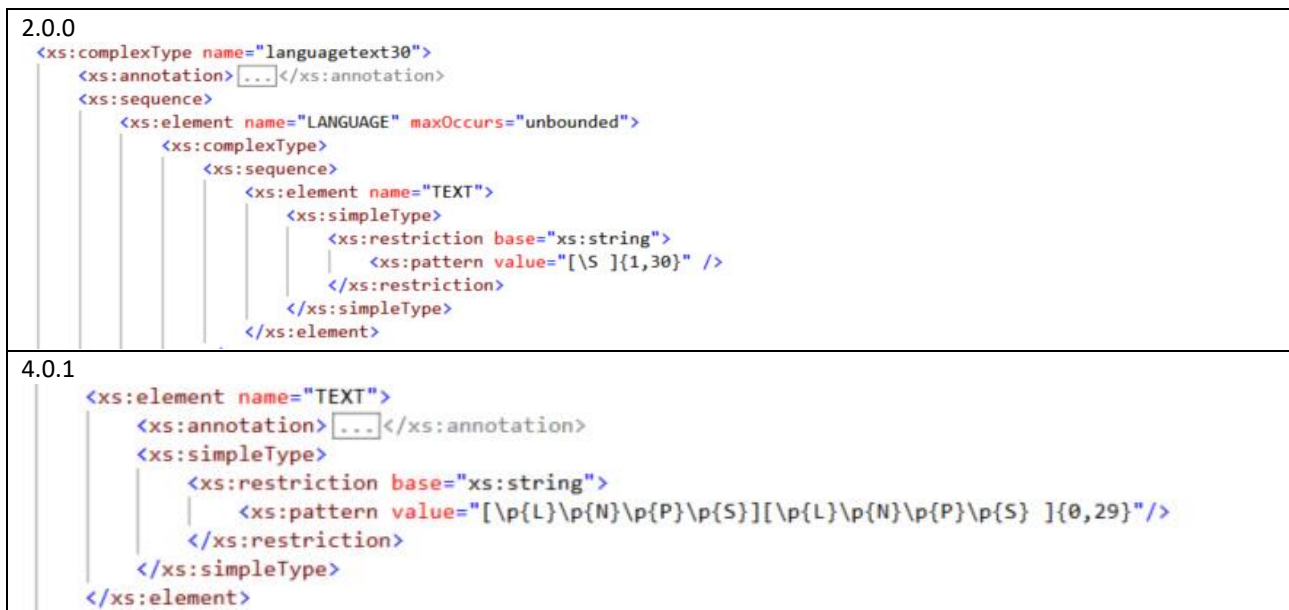 2.0.0
<xs:complexType name="languagetext30">
<xs:annotation>...</xs:annotation>
<xs:sequence>
<xs:element name="LANGUAGE" maxOccurs="unbounded">
<xs:complexType>
<xs:sequence>
<xs:element name="TEXT">
<xs:simpleType>
<xs:restriction base="xs:string">
<xs:pattern value="[\S ]{1,30}" />
</xs:restriction>
</xs:simpleType>
</xs:element>
4.0.1
<xs:element name="TEXT">
<xs:annotation>...</xs:annotation>
<xs:simpleType>
<xs:restriction base="xs:string">
<xs:pattern value="[\p{L}\p{N}\p{P}\p{S}][\p{L}\p{N}\p{P}\p{S} ]{0,29}"/>
</xs:restriction>
</xs:simpleType>
</xs:element>